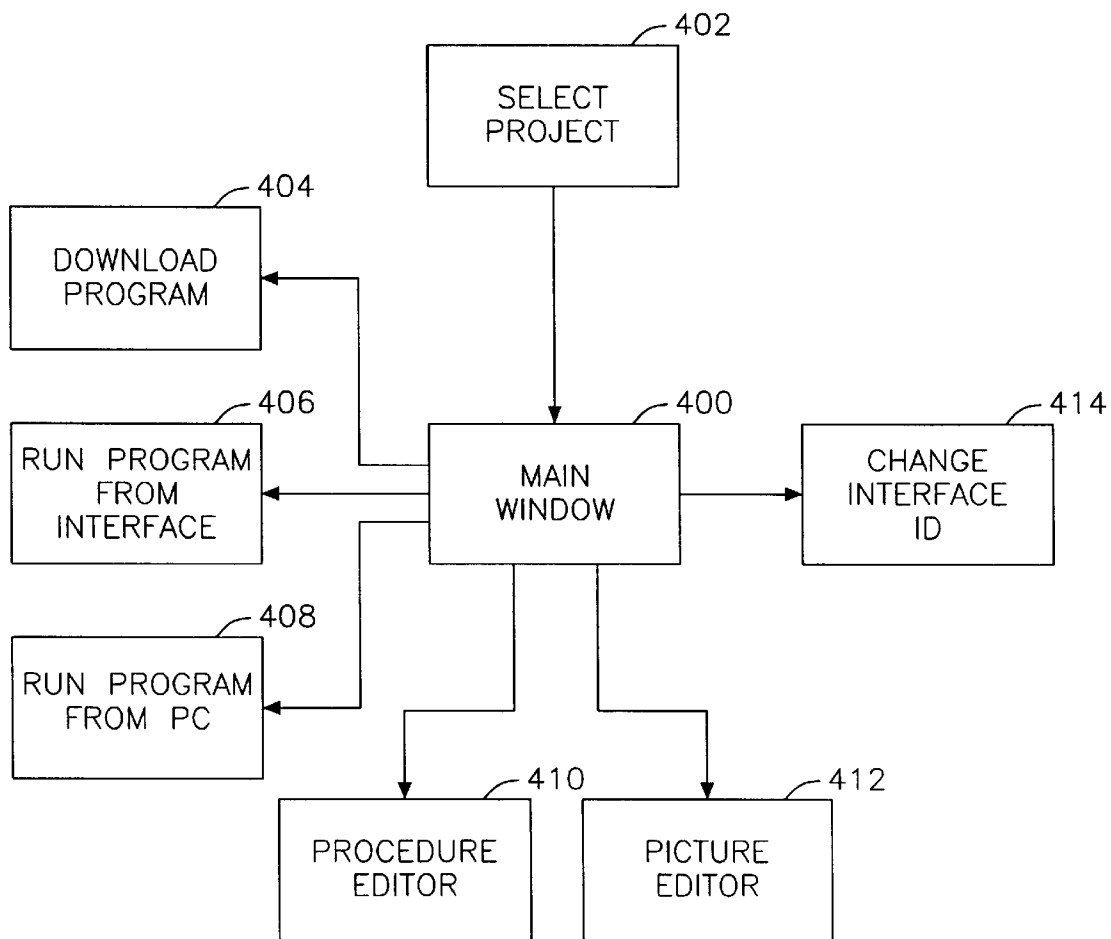 402
SELECT
PROJECT
404
DOWNLOAD
PROGRAM
406
RUN PROGRAM
FROM
INTERFACE
400
MAIN
WINDOW
414
CHANGE
INTERFACE
ID
408
RUN PROGRAM
FROM PC
410
PROCEDURE
EDITOR
412
PICTURE
EDITOR